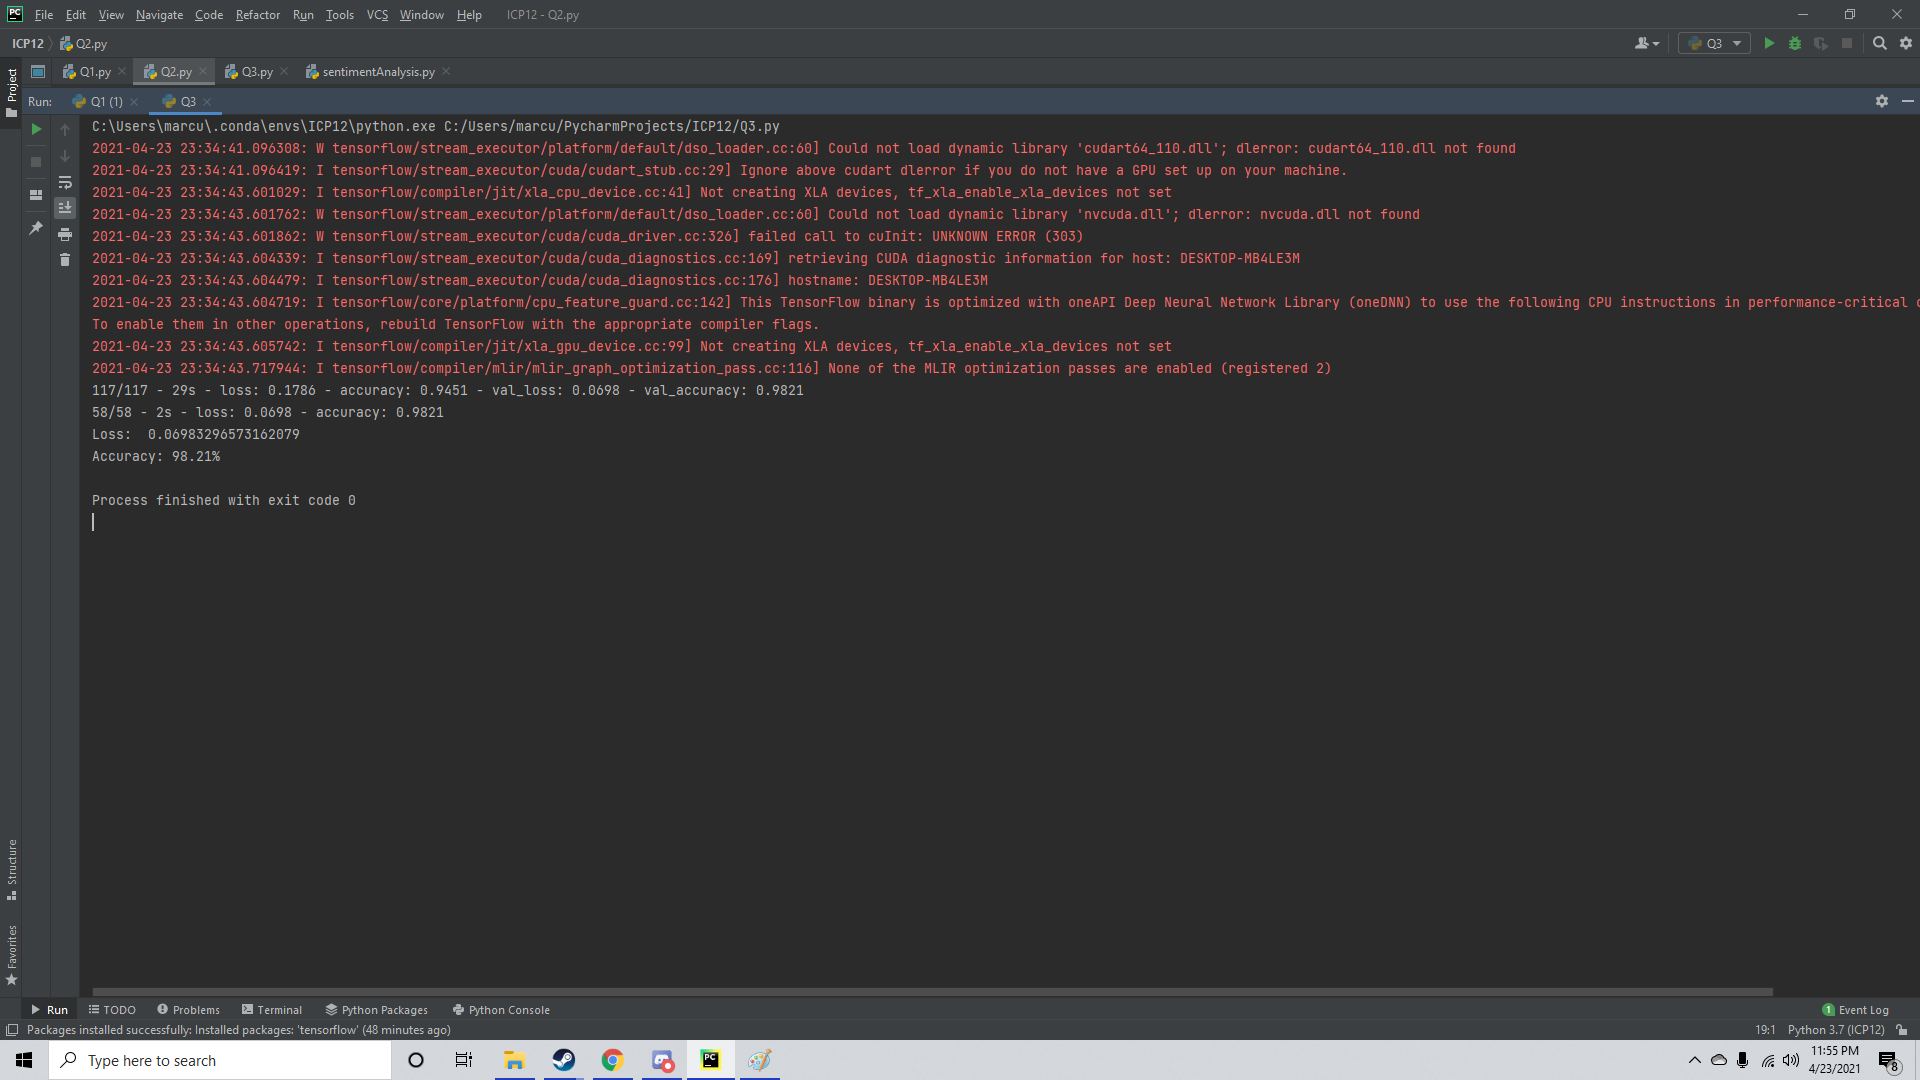 PC File Edit View Navigate Code Refactor Run Tools VCS Window Help ICP12 - Q2.py
ICP12 Q2.py Q3
Project Q1.py Q2.py Q3.py sentimentAnalysis.py
Run: Q1 (1) Q3
C:\Users\marcu\.conda\envs\ICP12\python.exe C:/Users/marcu/PycharmProjects/ICP12/Q3.py
2021-04-23 23:34:41.096308: W tensorflow/stream_executor/platform/default/dso_loader.cc:60] Could not load dynamic library 'cudart64_110.dll'; dlerror: cudart64_110.dll not found
2021-04-23 23:34:41.096419: I tensorflow/stream_executor/cuda/cudart_stub.cc:29] Ignore above cudart dlerror if you do not have a GPU set up on your machine.
2021-04-23 23:34:43.601029: I tensorflow/compiler/jit/xla_cpu_device.cc:41] Not creating XLA devices, tf_xla_enable_xla_devices not set
2021-04-23 23:34:43.601762: W tensorflow/stream_executor/platform/default/dso_loader.cc:60] Could not load dynamic library 'nvcuda.dll'; dlerror: nvcuda.dll not found
2021-04-23 23:34:43.601862: W tensorflow/stream_executor/cuda/cuda_driver.cc:326] failed call to cuInit: UNKNOWN ERROR (303)
2021-04-23 23:34:43.604339: I tensorflow/stream_executor/cuda/cuda_diagnostics.cc:169] retrieving CUDA diagnostic information for host: DESKTOP-MB4LE3M
2021-04-23 23:34:43.604479: I tensorflow/stream_executor/cuda/cuda_diagnostics.cc:176] hostname: DESKTOP-MB4LE3M
2021-04-23 23:34:43.604719: I tensorflow/core/platform/cpu_feature_guard.cc:142] This TensorFlow binary is optimized with oneAPI Deep Neural Network Library (oneDNN) to use the following CPU instructions in performance-critical
To enable them in other operations, rebuild TensorFlow with the appropriate compiler flags.
2021-04-23 23:34:43.605742: I tensorflow/compiler/jit/xla_gpu_device.cc:99] Not creating XLA devices, tf_xla_enable_xla_devices not set
2021-04-23 23:34:43.717944: I tensorflow/compiler/mlir/mlir_graph_optimization_pass.cc:116] None of the MLIR optimization passes are enabled (registered 2)
117/117 - 29s - loss: 0.1786 - accuracy: 0.9451 - val_loss: 0.0698 - val_accuracy: 0.9821
58/58 - 2s - loss: 0.0698 - accuracy: 0.9821
Loss:  0.06983296573162079
Accuracy: 98.21%
Process finished with exit code 0
Structure
Favorites
Run TODO Problems Terminal Python Packages Python Console 1 Event Log
Packages installed successfully: Installed packages: 'tensorflow' (48 minutes ago) 19:1 Python 3.7 (ICP12)
Type here to search PC 11:55 PM
4/23/2021 8